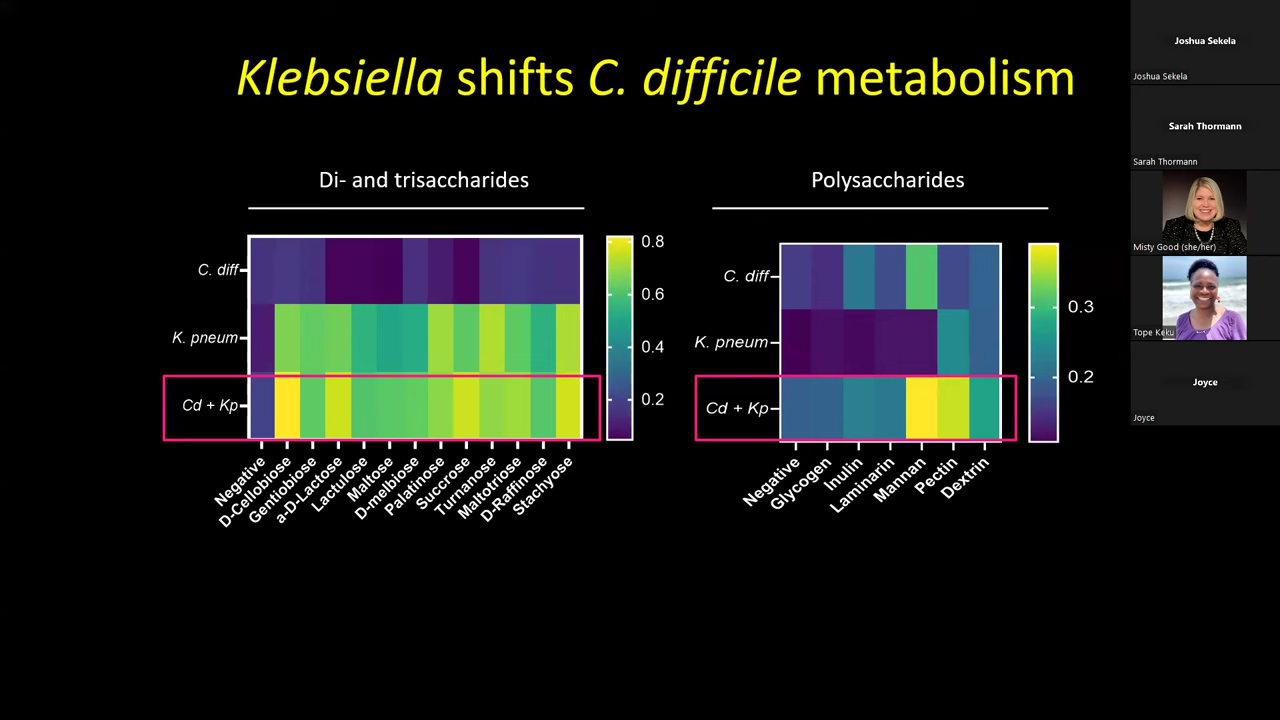 Klebsiella shifts C. difficile metabolism
Di- and trisaccharides
C. diff
K. pneum
Cd + Kp
0.8
0.6
0.4
0.2
Negative
D-Cellobiose
Gentiobiose
a-D-Lactose
Lactulose
Maltose
D-melbiose
Palatinose
Succrose
Turnanose
Maltotriose
D-Raffinose
Stachyose
Polysaccharides
C. diff
K. pneum
Cd + Kp
0.3
0.2
Negative
Glycogen
Inulin
Laminarin
Mannan
Pectin
Dextrin
Joshua Sekela
Joshua Sekela
Sarah Thormann
Sarah Thormann
Misty Good (she/her)
Tope Keku
Joyce
Joyce